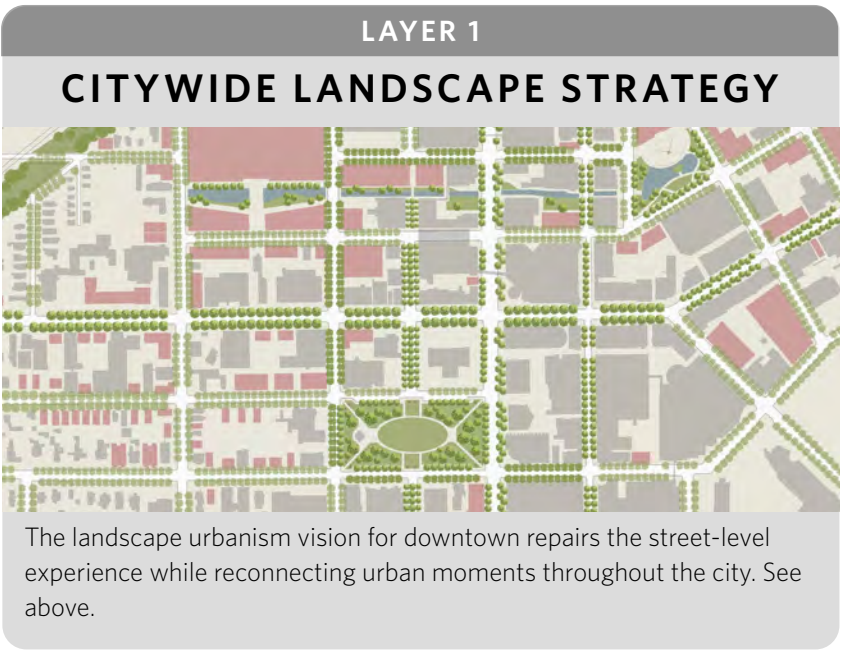 LAYER 1
CITYWIDE LANDSCAPE STRATEGY
The landscape urbanism vision for downtown repairs the street-level
experience while reconnecting urban moments throughout the city. See
above.